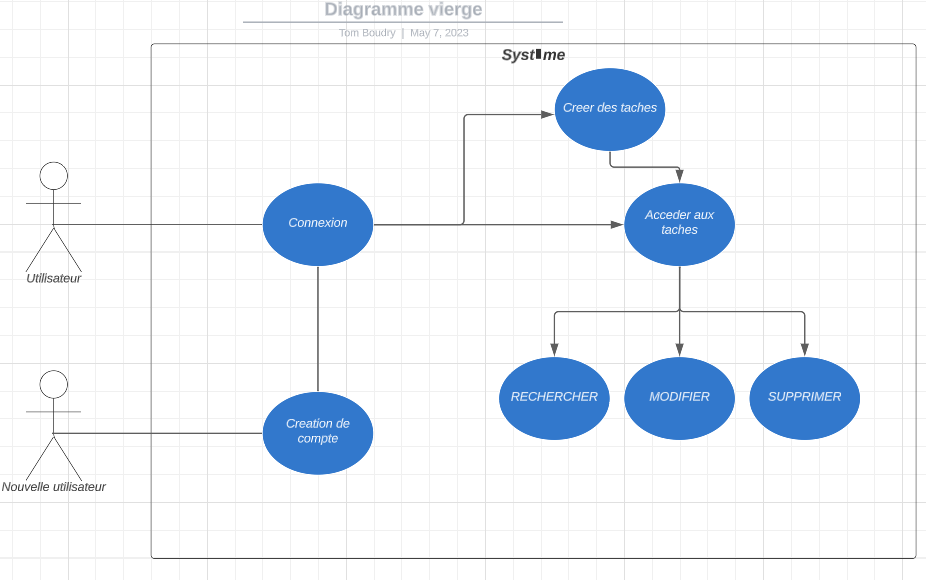 Diagramme vierge
Tom Boudry | May 7, 2023
Syst▮me
Creer des taches
Connexion
Acceder aux
taches
Utilisateur
RECHERCHER
MODIFIER
SUPPRIMER
Creation de
compte
Nouvelle utilisateur